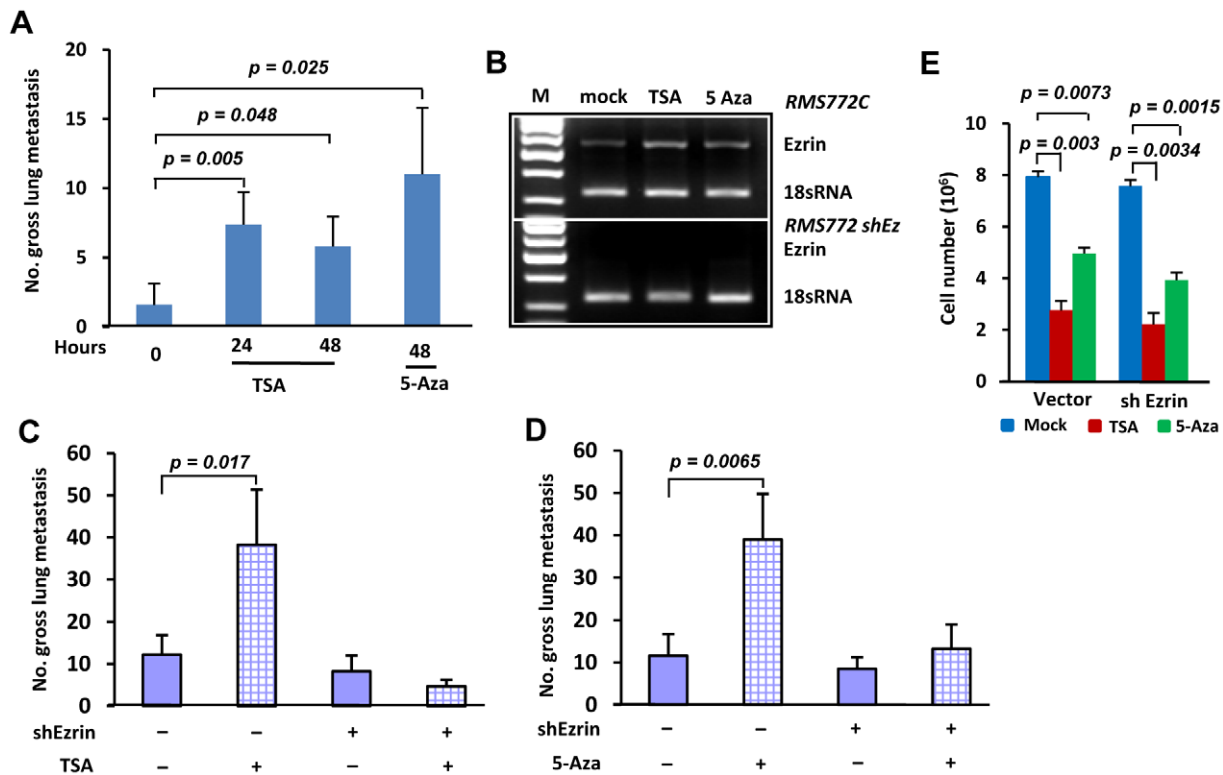 A
No. gross lung metastasis
20
15
10
5
0
p = 0.025
p = 0.048
p = 0.005
Hours
0
24
48
48
TSA
5-Aza
B
M
mock
TSA
5 Aza
RMS772C
Ezrin
18sRNA
RMS772 shEz
Ezrin
18sRNA
E
Cell number (10⁶)
10
8
6
4
2
0
p = 0.0073
p = 0.003
p = 0.0015
p = 0.0034
Vector
sh Ezrin
Mock
TSA
5-Aza
C
No. gross lung metastasis
60
50
40
30
20
10
0
p = 0.017
shEzrin
– – + +
TSA
– + – +
D
No. gross lung metastasis
60
50
40
30
20
10
0
p = 0.0065
shEzrin
– – + +
5-Aza
– + – +